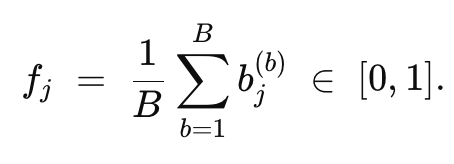 f_j = \frac{1}{B} \sum_{b=1}^{B} b_j^{(b)} \in [0, 1].